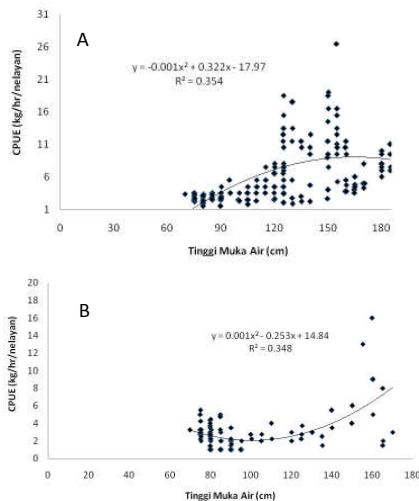 A
y = -0.001x² + 0.322x - 17.97
R² = 0.354
CPUE (kg/hr/nelayan)
31
26
21
16
11
6
1
0 30 60 90 120 150 180
Tinggi Muka Air (cm)
B
y = 0.001x² - 0.253x + 14.84
R² = 0.348
CPUE (kg/hr/nelayan)
20
18
16
14
12
10
8
6
4
2
0
0 20 40 60 80 100 120 140 160 180
Tinggi Muka Air (cm)